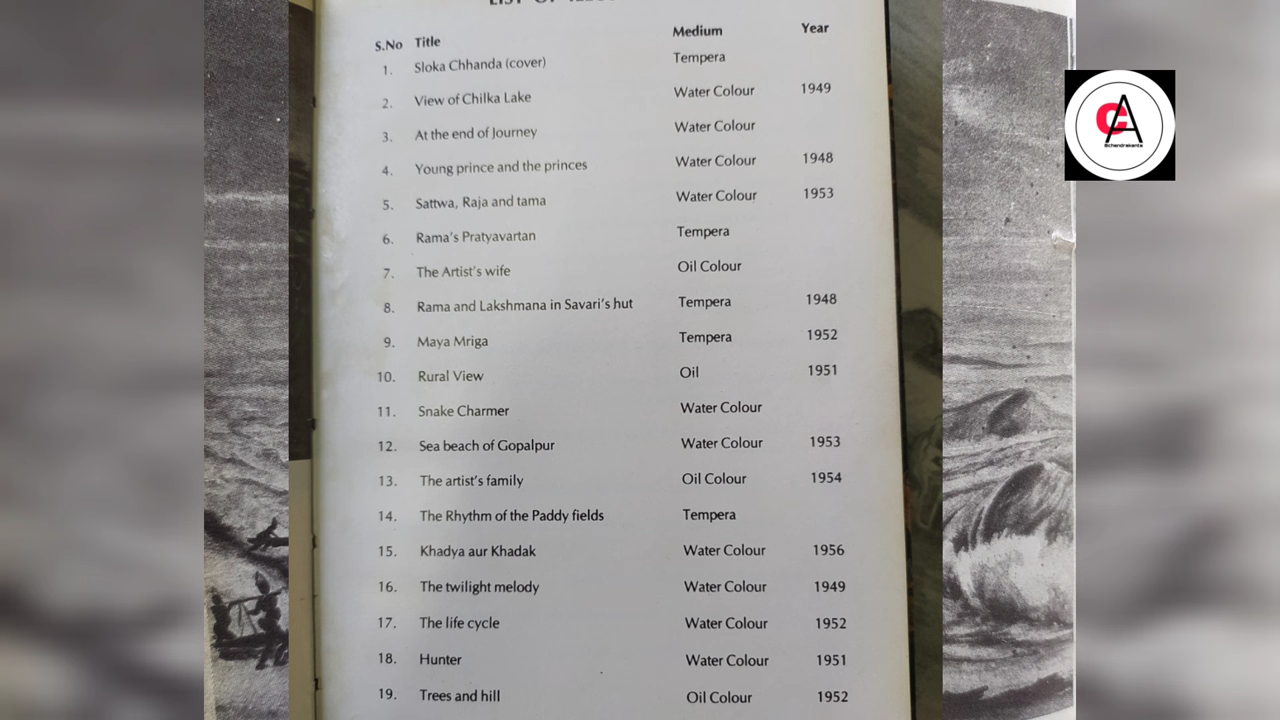 LIST OF
S.No Title Medium Year
1. Sloka Chhanda (cover) Tempera
2. View of Chilka Lake Water Colour 1949
3. At the end of Journey Water Colour
4. Young prince and the princes Water Colour 1948
5. Sattwa, Raja and tama Water Colour 1953
6. Rama's Pratyavartan Tempera
7. The Artist's wife Oil Colour
8. Rama and Lakshmana in Savari's hut Tempera 1948
9. Maya Mriga Tempera 1952
10. Rural View Oil 1951
11. Snake Charmer Water Colour
12. Sea beach of Gopalpur Water Colour 1953
13. The artist's family Oil Colour 1954
14. The Rhythm of the Paddy fields Tempera
15. Khadya aur Khadak Water Colour 1956
16. The twilight melody Water Colour 1949
17. The life cycle Water Colour 1952
18. Hunter Water Colour 1951
19. Trees and hill Oil Colour 1952
CA
@chandrakanta